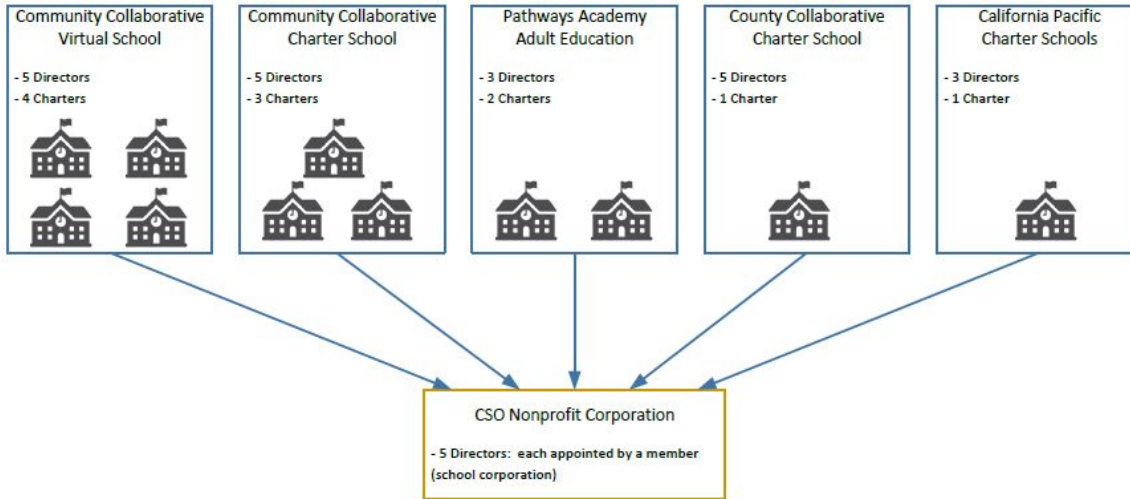 Community Collaborative
Virtual School
- 5 Directors
- 4 Charters
Community Collaborative
Charter School
- 5 Directors
- 3 Charters
Pathways Academy
Adult Education
- 3 Directors
- 2 Charters
County Collaborative
Charter School
- 5 Directors
- 1 Charter
California Pacific
Charter Schools
- 3 Directors
- 1 Charter
CSO Nonprofit Corporation
- 5 Directors: each appointed by a member
(school corporation)